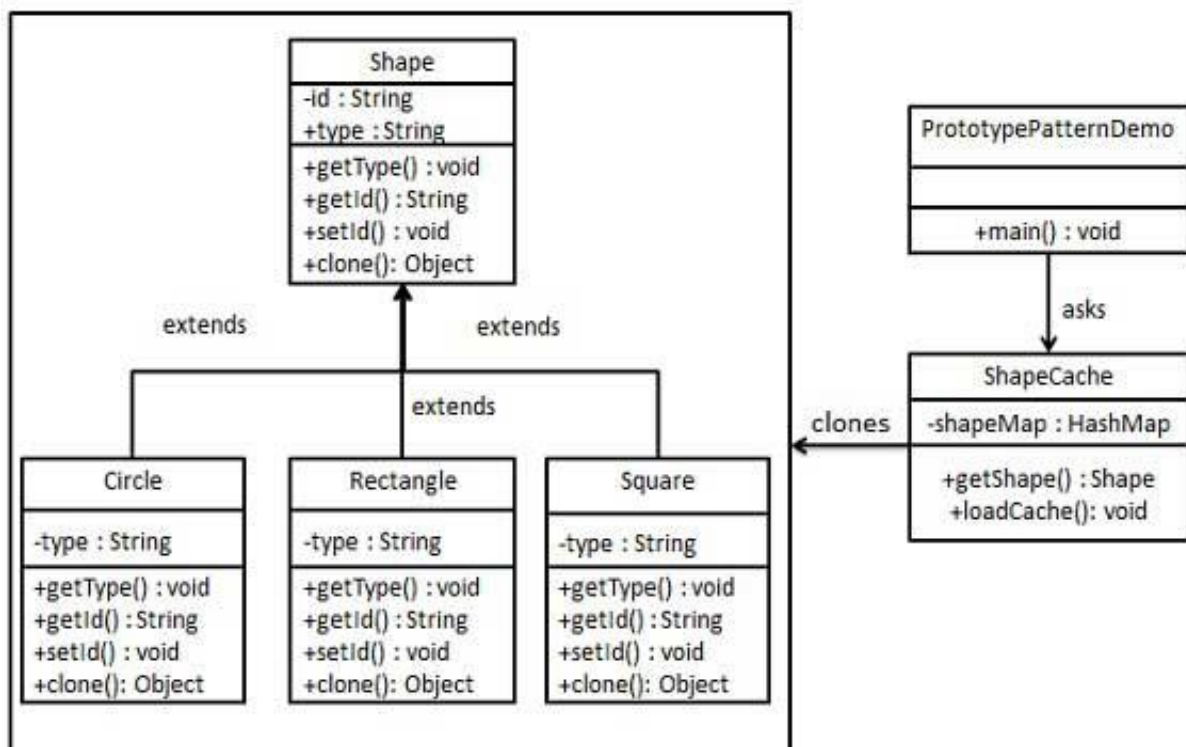 Shape
-id : String
+type : String
+getType() : void
+getId() : String
+setId() : void
+clone(): Object
extends
extends
extends
Circle
-type : String
+getType() : void
+getId() : String
+setId() : void
+clone(): Object
Rectangle
-type : String
+getType() : void
+getId() : String
+setId() : void
+clone(): Object
Square
-type : String
+getType() : void
+getId() : String
+setId() : void
+clone(): Object
PrototypePatternDemo
+main() : void
asks
ShapeCache
-shapeMap : HashMap
+getShape() : Shape
+loadCache(): void
clones